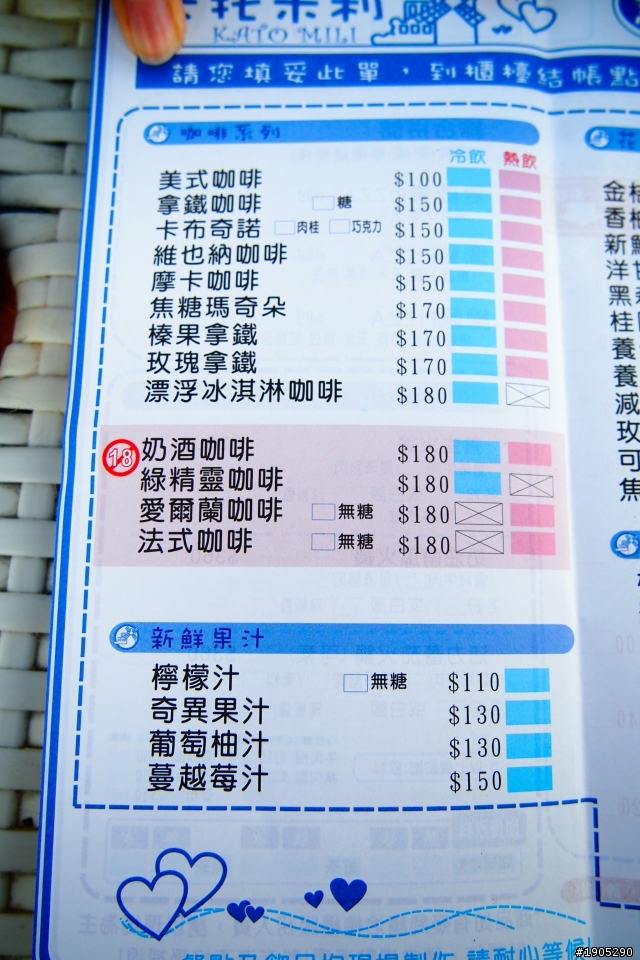 KATO MILI
請您填妥此單，到櫃檯結帳點
咖啡系列
冷飲 熱飲
美式咖啡 $100
拿鐵咖啡 糖 $150
卡布奇諾 肉桂 巧克力 $150
維也納咖啡 $150
摩卡咖啡 $150
焦糖瑪奇朵 $170
榛果拿鐵 $170
玫瑰拿鐵 $170
漂浮冰淇淋咖啡 $180
18 奶酒咖啡 $180
綠精靈咖啡 $180
愛爾蘭咖啡 無糖 $180
法式咖啡 無糖 $180
新鮮果汁
檸檬汁 無糖 $110
奇異果汁 $130
葡萄柚汁 $130
蔓越莓汁 $150
花
金桔
香柚
新鮮
洋甘
黑
桂
養
養
減
玫
可
焦
#1905290